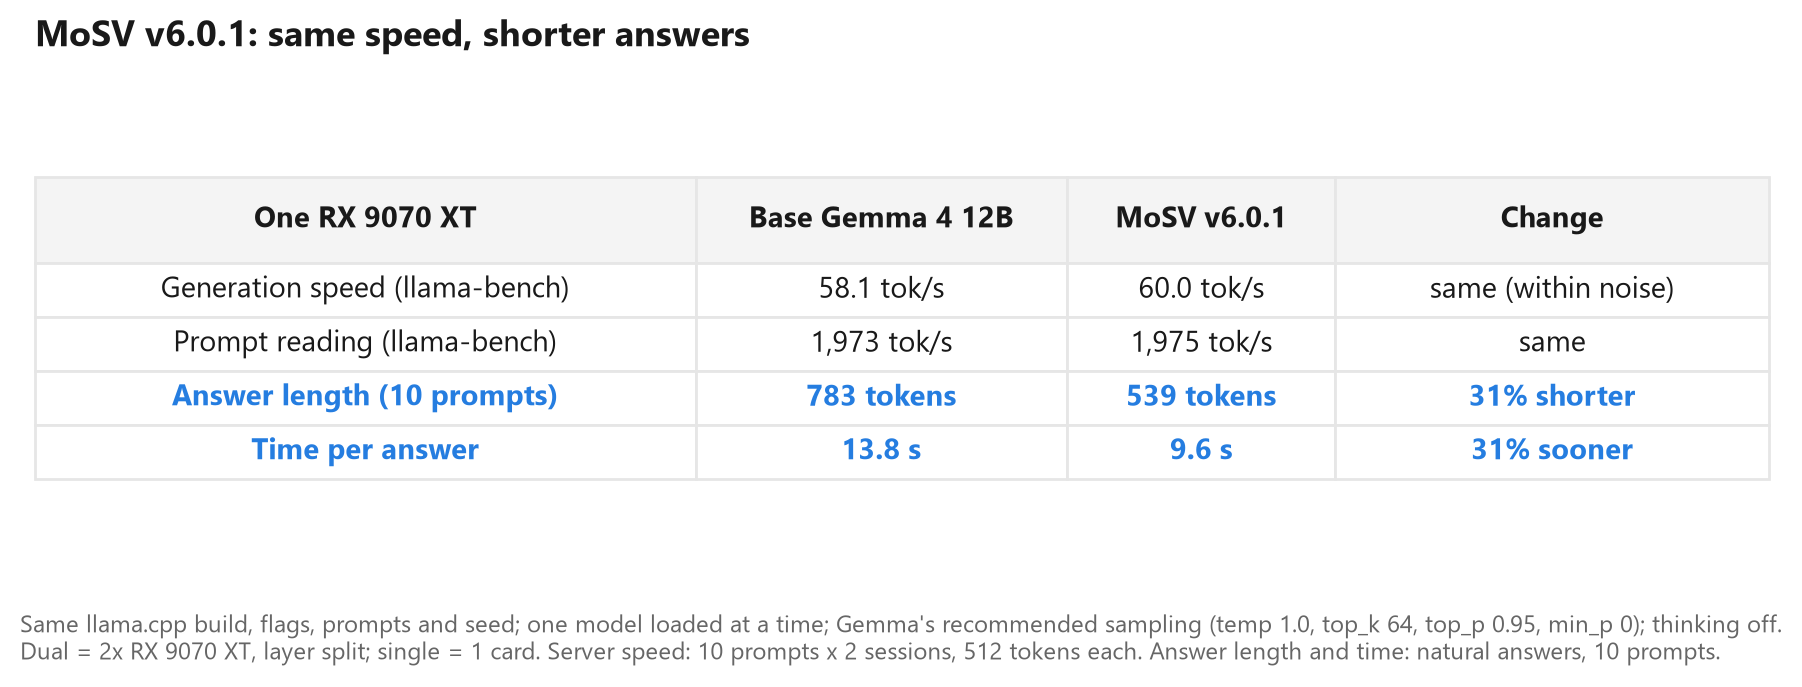 MoSV v6.0.1: same speed, shorter answers
One RX 9070 XT Base Gemma 4 12B MoSV v6.0.1 Change
Generation speed (llama-bench) 58.1 tok/s 60.0 tok/s same (within noise)
Prompt reading (llama-bench) 1,973 tok/s 1,975 tok/s same
Answer length (10 prompts) 783 tokens 539 tokens 31% shorter
Time per answer 13.8 s 9.6 s 31% sooner
Same llama.cpp build, flags, prompts and seed; one model loaded at a time; Gemma's recommended sampling (temp 1.0, top_k 64, top_p 0.95, min_p 0); thinking off.
Dual = 2x RX 9070 XT, layer split; single = 1 card. Server speed: 10 prompts x 2 sessions, 512 tokens each. Answer length and time: natural answers, 10 prompts.